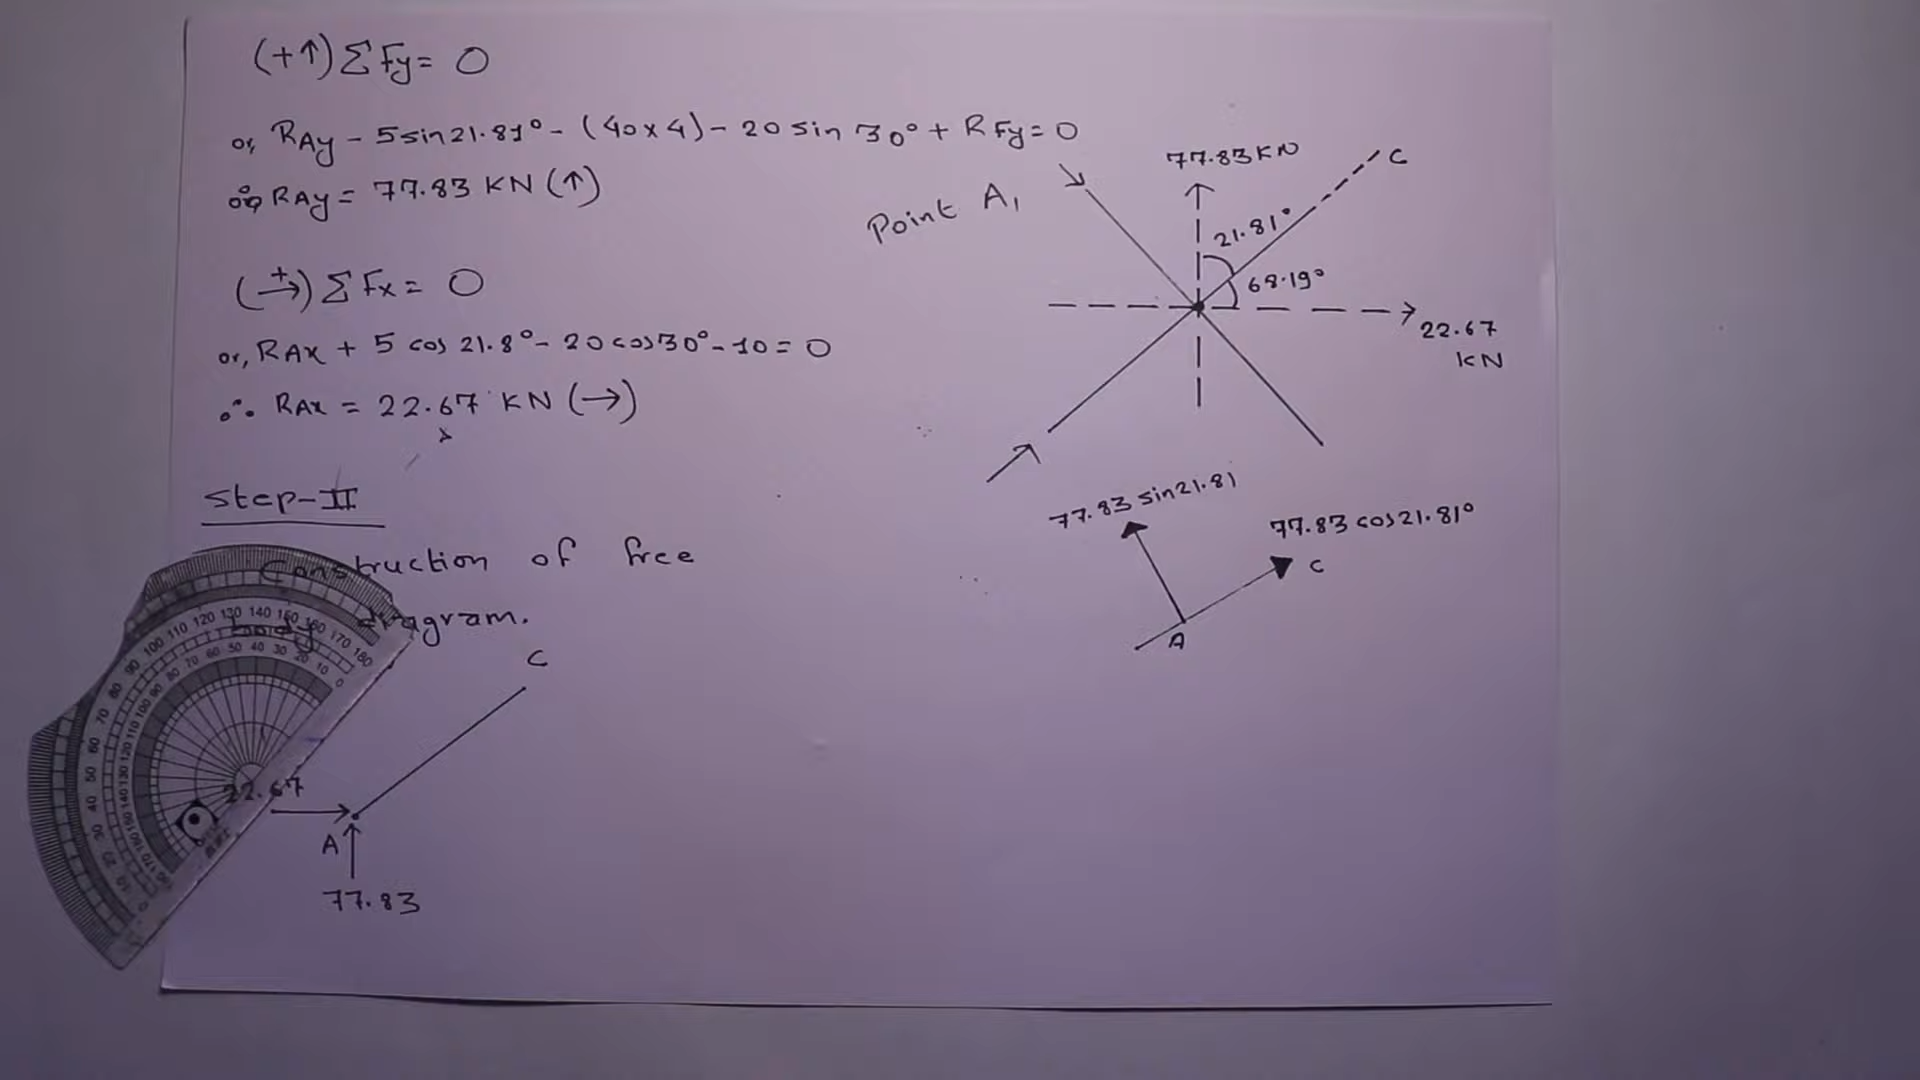 (+↑) ΣFy = 0
or, RAy - 5sin21.81° - (40x4) - 20 sin 30° + RFy = 0
∴ RAy = 77.83 KN (↑)
(→+) ΣFx = 0
or, RAx + 5 cos 21.8° - 20cos30° - 10 = 0
∴ RAx = 22.67 KN (→)
Step-II
Construction of free
body diagram.
C
22.67
A
77.83
Point A,
77.83KN
C
21.81°
68.19°
22.67
KN
77.83 sin21.81
77.83 cos21.81°
C
A